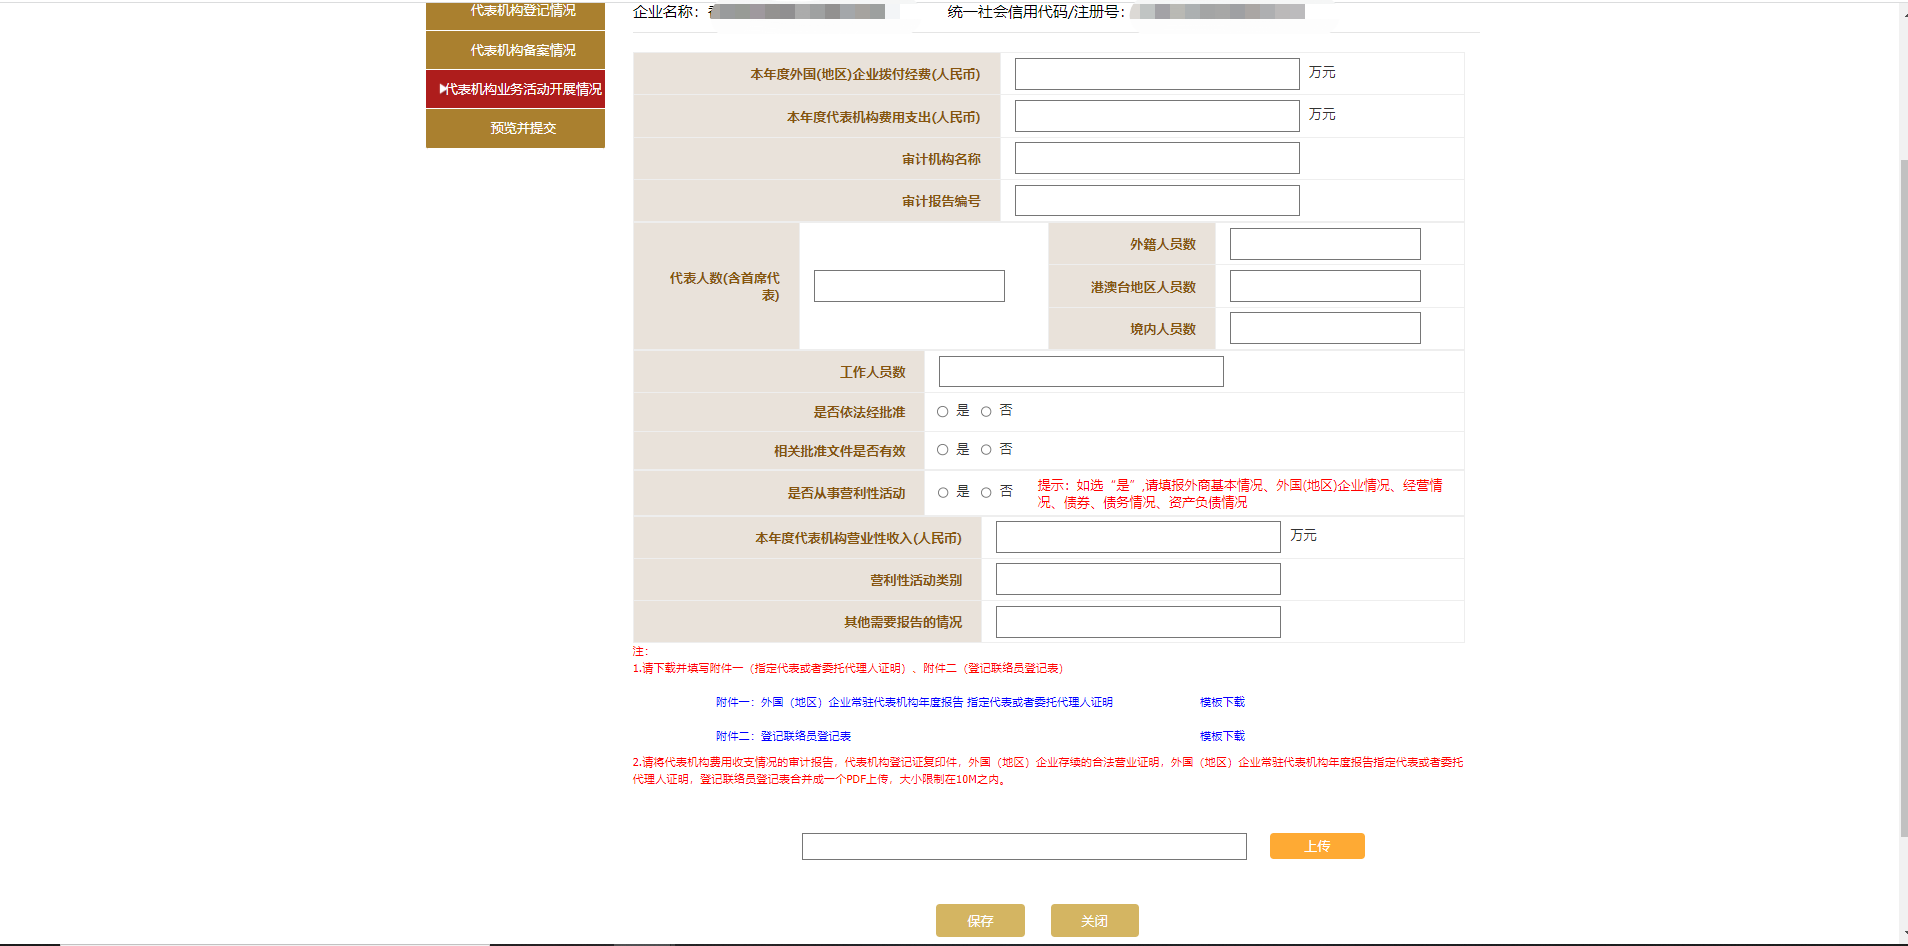 代表机构登记情况
代表机构备案情况
代表机构业务活动开展情况
预览并提交
企业名称：
统一社会信用代码/注册号：
本年度外国(地区)企业拨付经费(人民币) 万元
本年度代表机构费用支出(人民币) 万元
审计机构名称
审计报告编号
代表人数(含首席代
表)
外籍人员数
港澳台地区人员数
境内人员数
工作人员数
是否依法经批准 是 否
相关批准文件是否有效 是 否
是否从事营利性活动 是 否
提示：如选“是”,请填报外商基本情况、外国(地区)企业情况、经营情
况、债券、债务情况、资产负债情况
本年度代表机构营业性收入(人民币) 万元
营利性活动类别
其他需要报告的情况
注：
1.请下载并填写附件一（指定代表或者委托代理人证明）、附件二（登记联络员登记表）
附件一：外国（地区）企业常驻代表机构年度报告 指定代表或者委托代理人证明 模板下载
附件二：登记联络员登记表 模板下载
2.请将代表机构费用收支情况的审计报告，代表机构登记证复印件，外国（地区）企业存续的合法营业证明，外国（地区）企业常驻代表机构年度报告指定代表或者委托
代理人证明，登记联络员登记表合并成一个PDF上传，大小限制在10M之内。
上传
保存 关闭